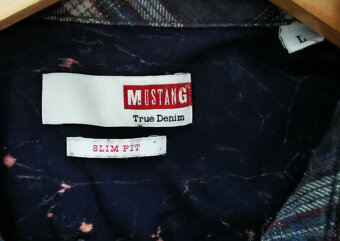 L
MUSTANG
True Denim
SLIM FIT